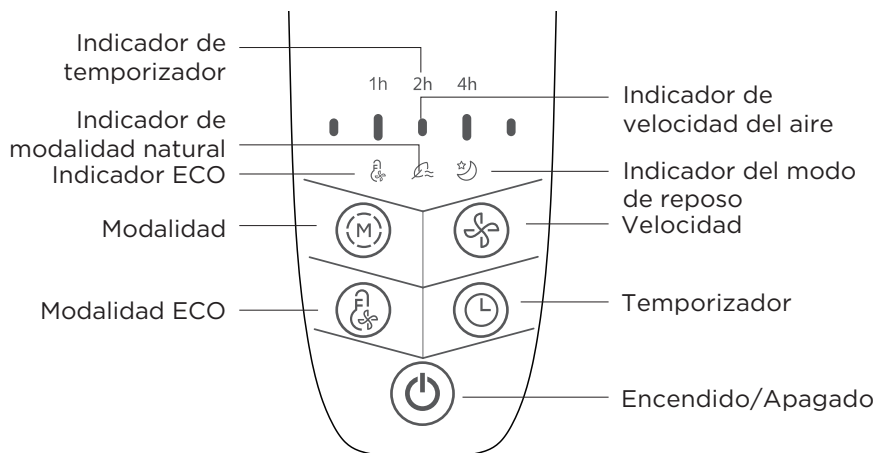 Indicador de
temporizador
1h 2h 4h
Indicador de
velocidad del aire
Indicador de
modalidad natural
Indicador ECO
Indicador del modo
de reposo
Modalidad
M
Velocidad
Modalidad ECO
Temporizador
Encendido/Apagado